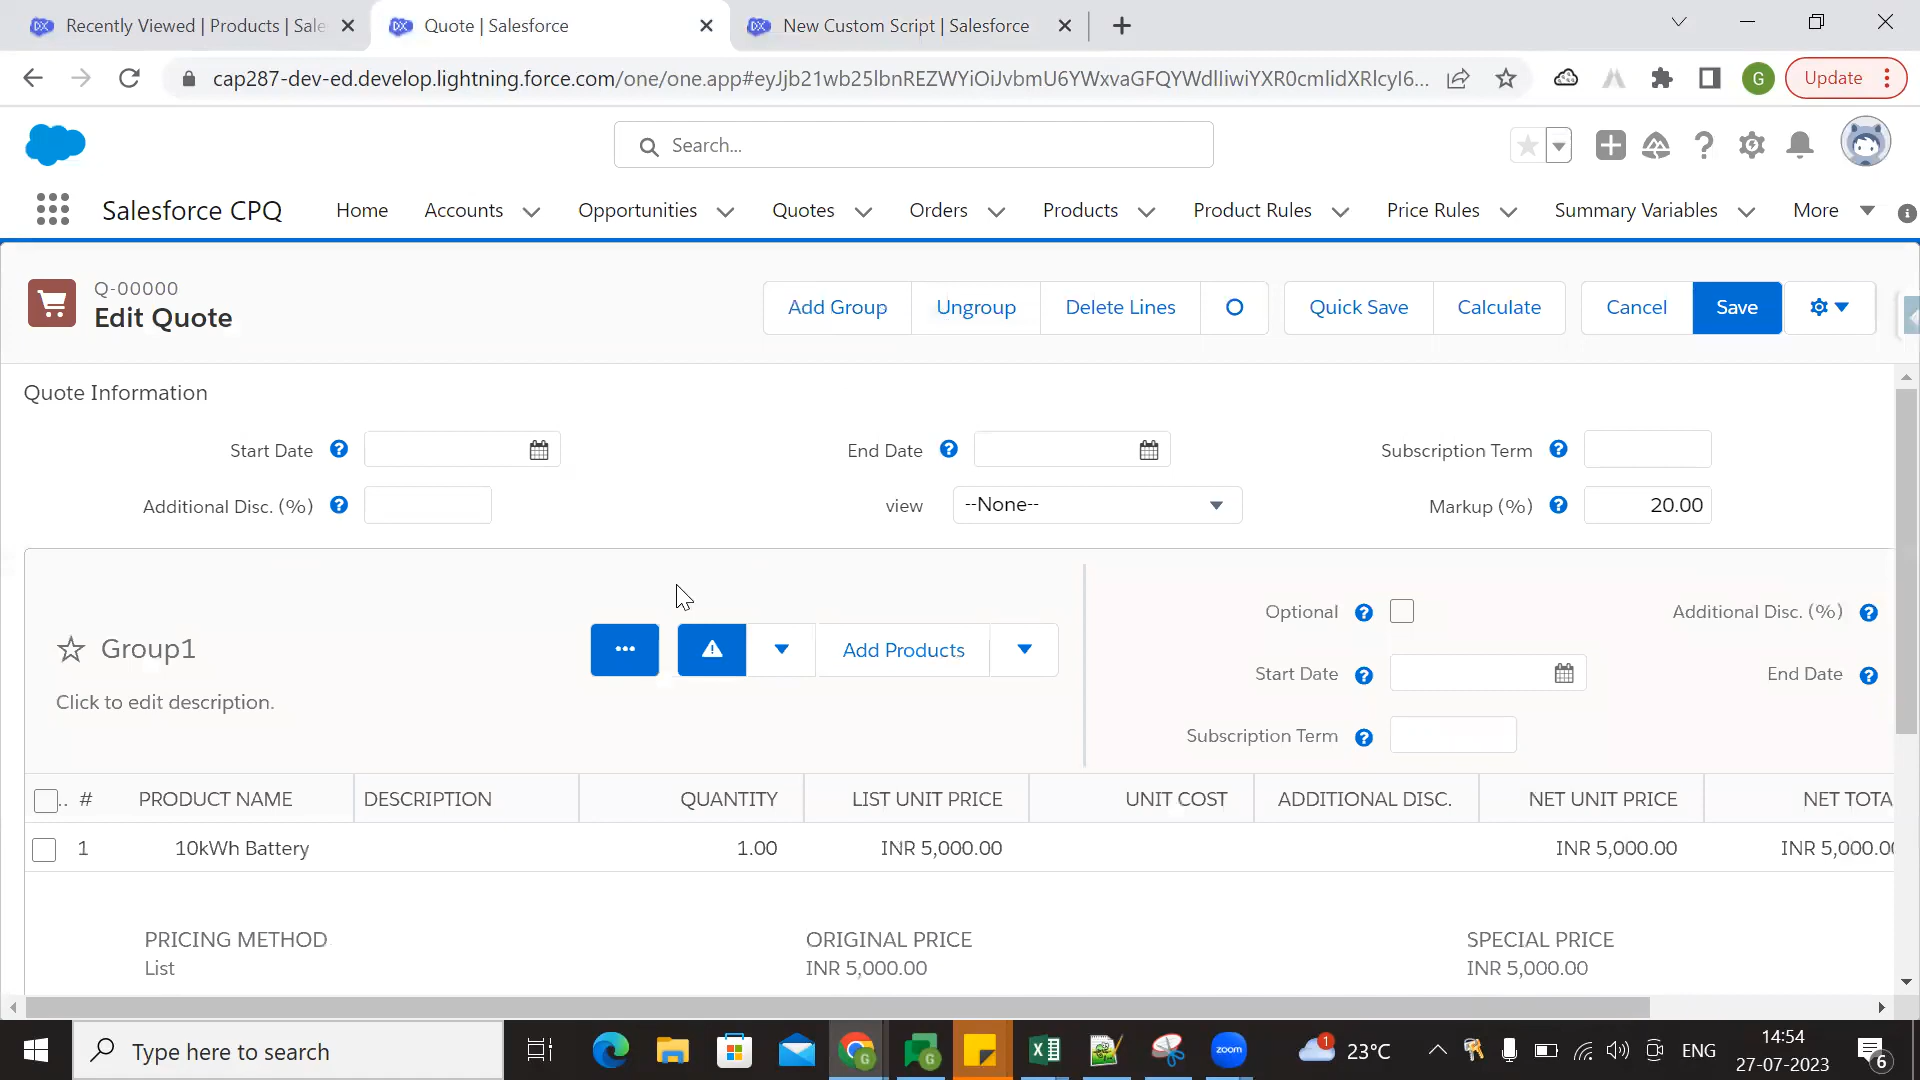 Recently Viewed | Products | Sale
Quote | Salesforce
New Custom Script | Salesforce
cap287-dev-ed.develop.lightning.force.com/one/one.app#eyJjb21wb25lbnREZWYiOiJvbmU6YWxvaGFQYWdlIiwiYXR0cmlidXRlcyI6...
G
Update
Search...
Salesforce CPQ
Home
Accounts
Opportunities
Quotes
Orders
Products
Product Rules
Price Rules
Summary Variables
More
Q-00000
Edit Quote
Add Group
Ungroup
Delete Lines
Quick Save
Calculate
Cancel
Save
Quote Information
Start Date
End Date
Subscription Term
Additional Disc. (%)
view
--None--
Markup (%)
20.00
Group1
Click to edit description.
Add Products
Optional
Additional Disc. (%)
Start Date
End Date
Subscription Term
# PRODUCT NAME DESCRIPTION QUANTITY LIST UNIT PRICE UNIT COST ADDITIONAL DISC. NET UNIT PRICE NET TOTA
1 10kWh Battery 1.00 INR 5,000.00 INR 5,000.00 INR 5,000.00
PRICING METHOD ORIGINAL PRICE SPECIAL PRICE
List INR 5,000.00 INR 5,000.00
Type here to search
G
G
zoom
1
23°C
ENG
14:54
27-07-2023
6